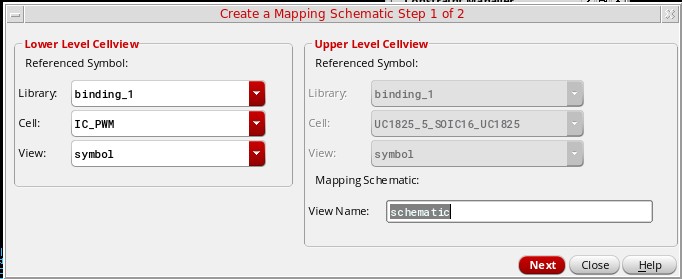 Create a Mapping Schematic Step 1 of 2
Lower Level Cellview
Referenced Symbol:
Library: binding_1
Cell: IC_PWM
View: symbol
Upper Level Cellview
Referenced Symbol:
Library: binding_1
Cell: UC1825_5_SOIC16_UC1825
View: symbol
Mapping Schematic:
View Name: schematic
Next Close Help